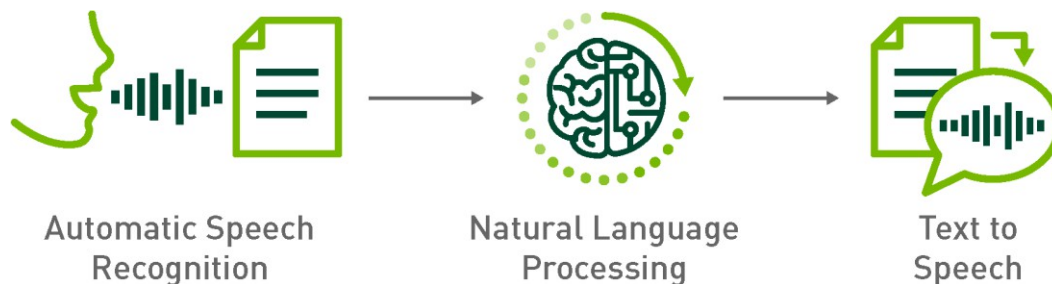 Automatic Speech
Recognition
Natural Language
Processing
Text to
Speech